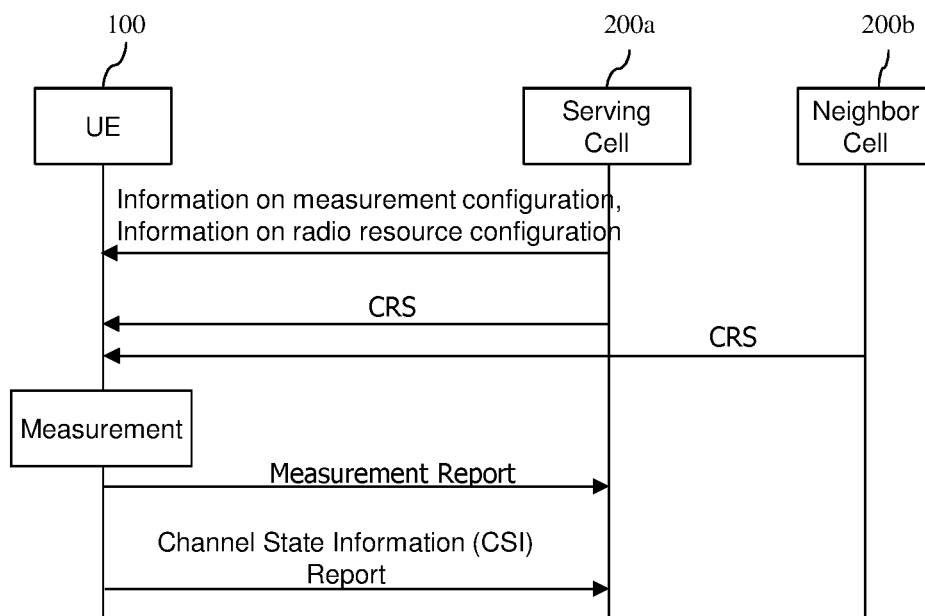 100
200a
200b
UE
Serving
Cell
Neighbor
Cell
Information on measurement configuration,
Information on radio resource configuration
CRS
CRS
Measurement
Measurement Report
Channel State Information (CSI)
Report